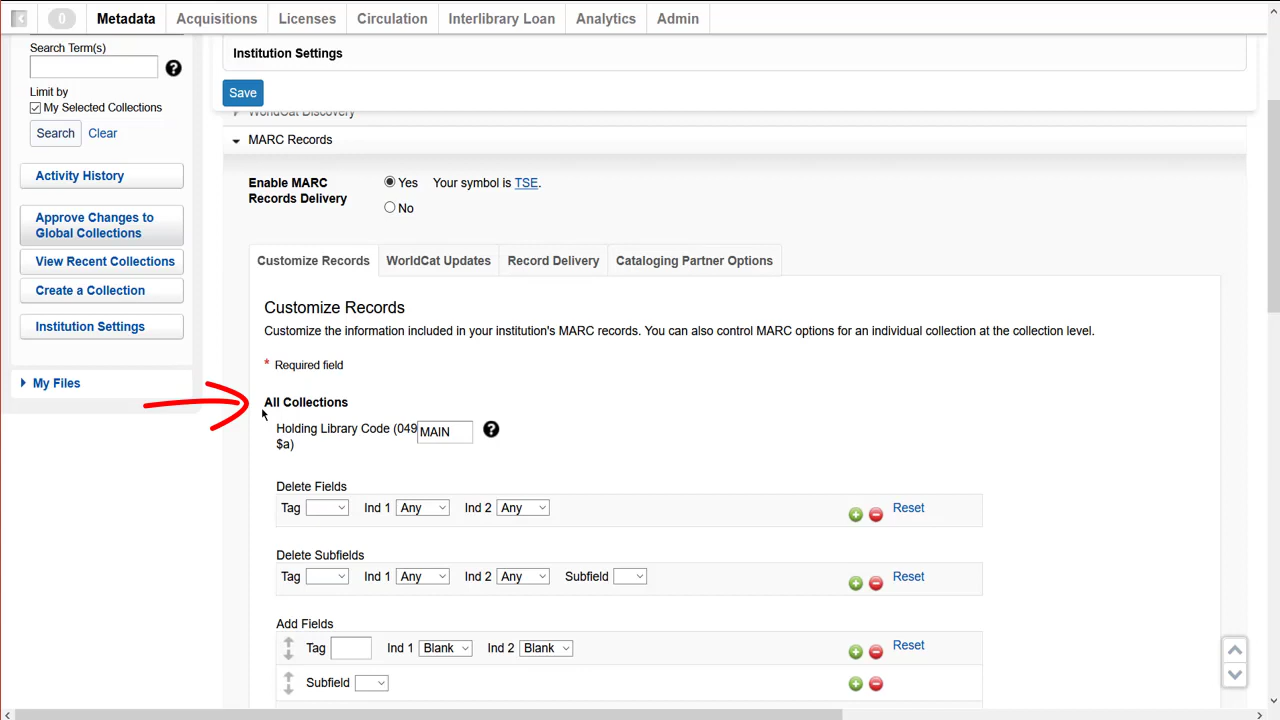 0 Metadata Acquisitions Licenses Circulation Interlibrary Loan Analytics Admin
Search Term(s)
?
Limit by
My Selected Collections
Search Clear
Activity History
Approve Changes to
Global Collections
View Recent Collections
Create a Collection
Institution Settings
My Files
Institution Settings
Save
WorldCat Discovery
MARC Records
Enable MARC
Records Delivery
Yes Your symbol is TSE.
No
Customize Records WorldCat Updates Record Delivery Cataloging Partner Options
Customize Records
Customize the information included in your institution's MARC records. You can also control MARC options for an individual collection at the collection level.
* Required field
All Collections
Holding Library Code (049
$a)
MAIN ?
Delete Fields
Tag Ind 1 Any Ind 2 Any Reset
Delete Subfields
Tag Ind 1 Any Ind 2 Any Subfield Reset
Add Fields
Tag Ind 1 Blank Ind 2 Blank Reset
Subfield